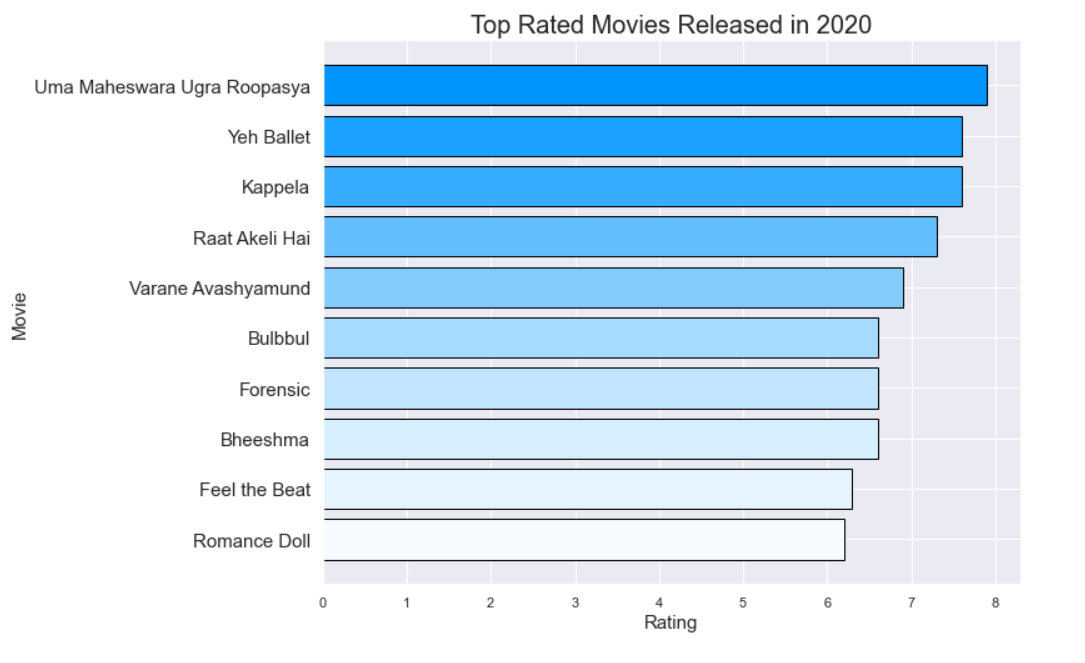 Top Rated Movies Released in 2020
Uma Maheswara Ugra Roopasya
Yeh Ballet
Kappela
Raat Akeli Hai
Varane Avashyamund
Movie
Bulbbul
Forensic
Bheeshma
Feel the Beat
Romance Doll
0 1 2 3 4 5 6 7 8
Rating